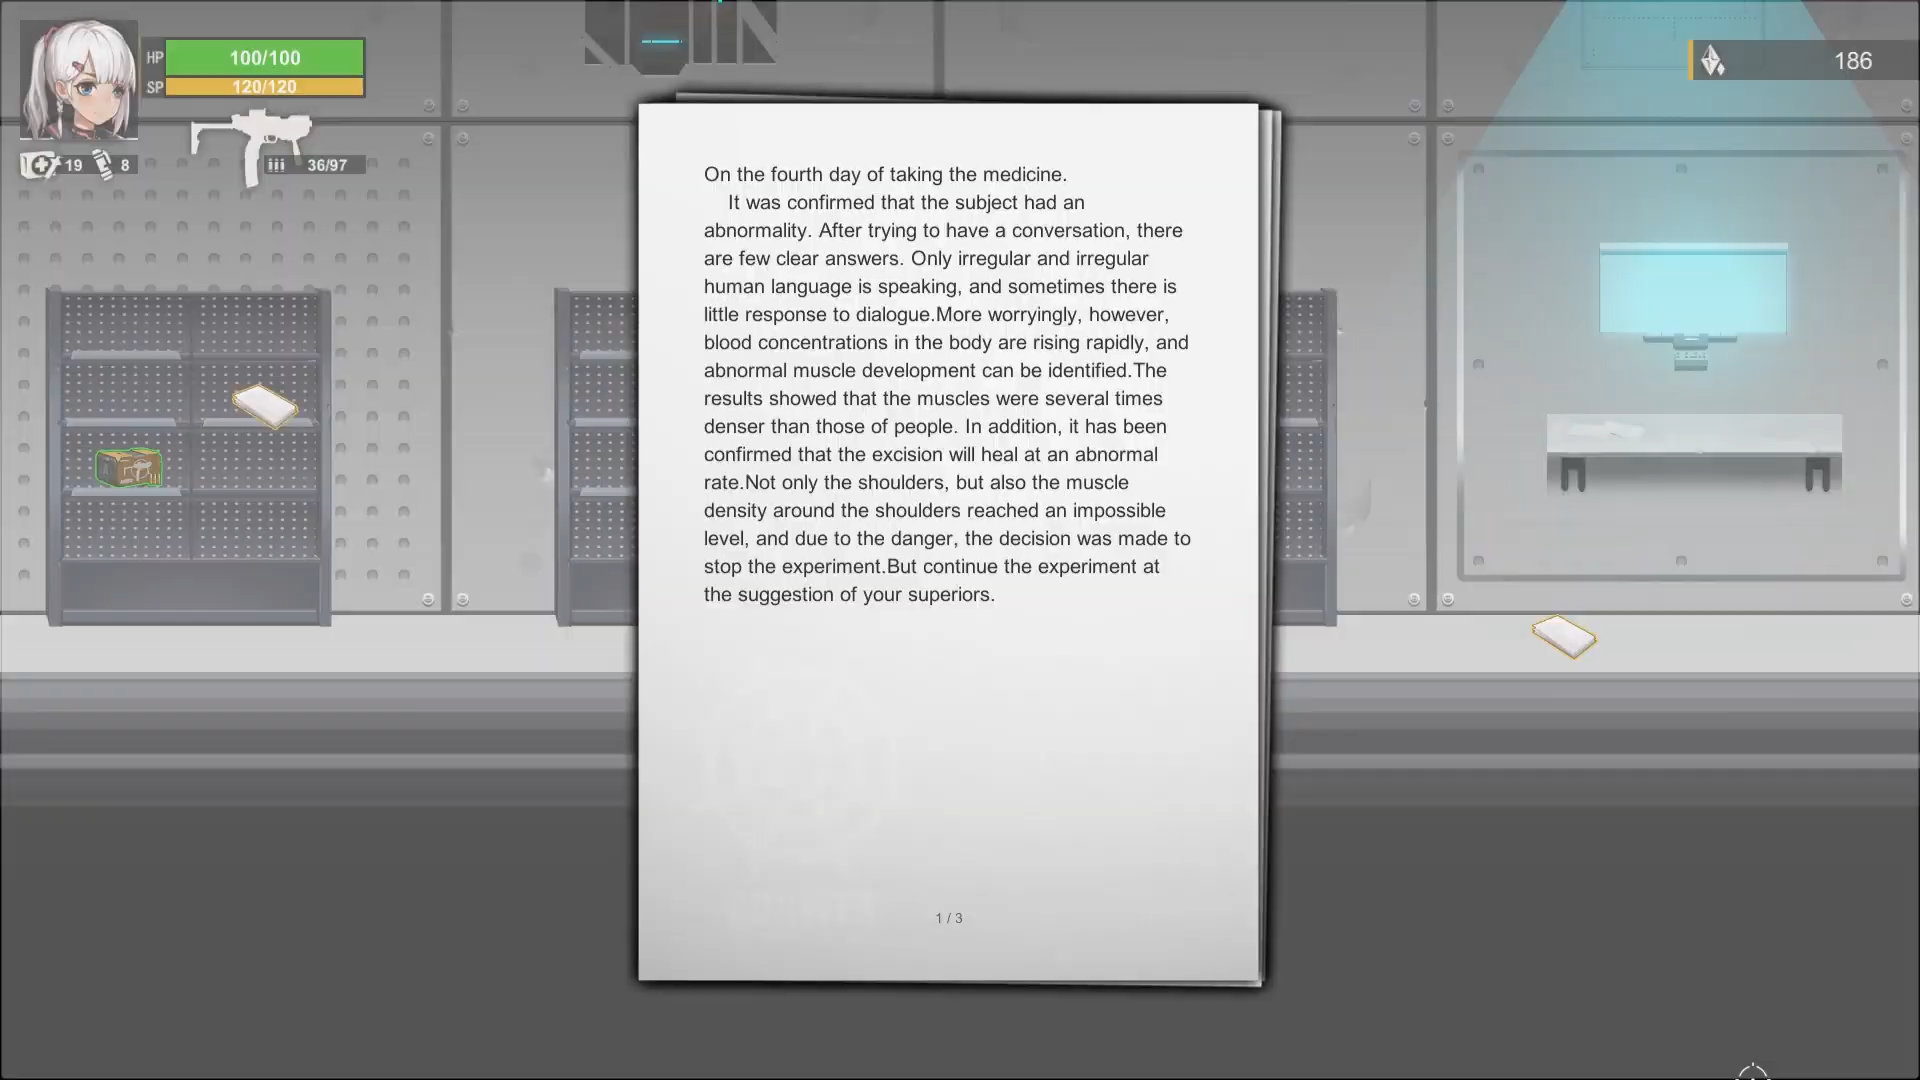 HP 100/100
SP 120/120
19 8 36/97
186
On the fourth day of taking the medicine.
It was confirmed that the subject had an
abnormality. After trying to have a conversation, there
are few clear answers. Only irregular and irregular
human language is speaking, and sometimes there is
little response to dialogue.More worryingly, however,
blood concentrations in the body are rising rapidly, and
abnormal muscle development can be identified.The
results showed that the muscles were several times
denser than those of people. In addition, it has been
confirmed that the excision will heal at an abnormal
rate.Not only the shoulders, but also the muscle
density around the shoulders reached an impossible
level, and due to the danger, the decision was made to
stop the experiment.But continue the experiment at
the suggestion of your superiors.
1 / 3